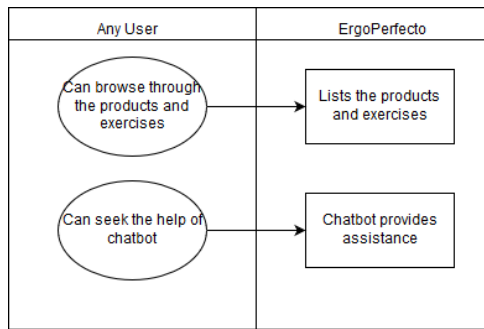 Any User
ErgoPerfecto
Can browse through
the products and
exercises
Lists the products
and exercises
Can seek the help of
chatbot
Chatbot provides
assistance